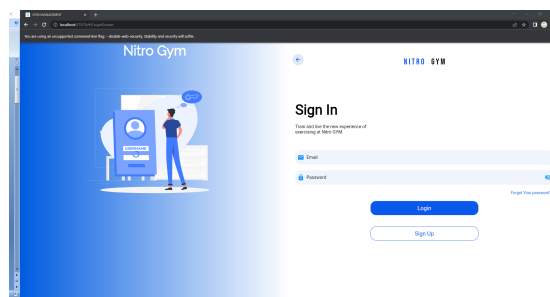 GYM MANAGEMENT
You are using an unsupported command-line flag: --disable-web-security. Stability and security will suffer.
Nitro Gym
USERNAME
NITRO GYM
Sign In
Train and live the new experience of
exercising at Nitro GYM
Email
Password
Forgot Your password?
Login
Sign Up